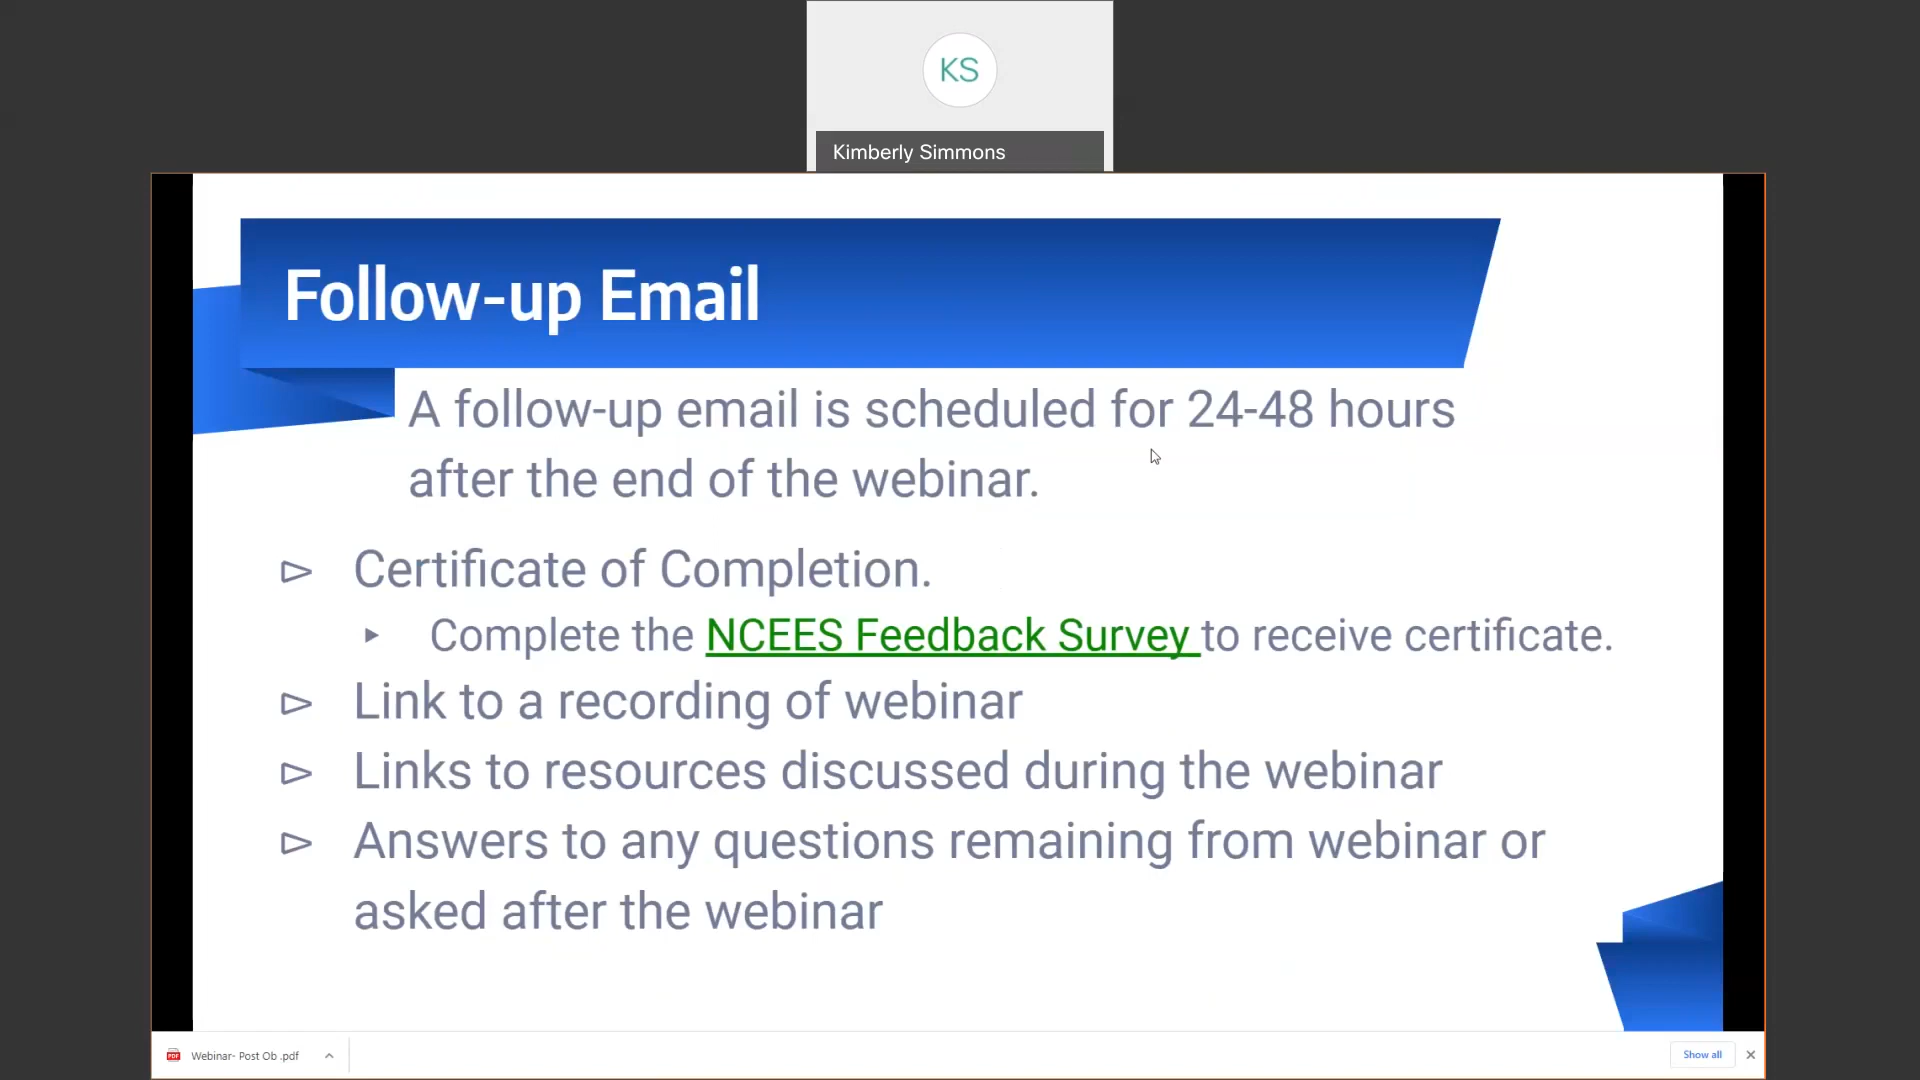 KS
Kimberly Simmons
Follow-up Email
A follow-up email is scheduled for 24-48 hours
after the end of the webinar.
Certificate of Completion.
Complete the NCEES Feedback Survey to receive certificate.
Link to a recording of webinar
Links to resources discussed during the webinar
Answers to any questions remaining from webinar or
asked after the webinar
PDF Webinar- Post Ob .pdf Show all